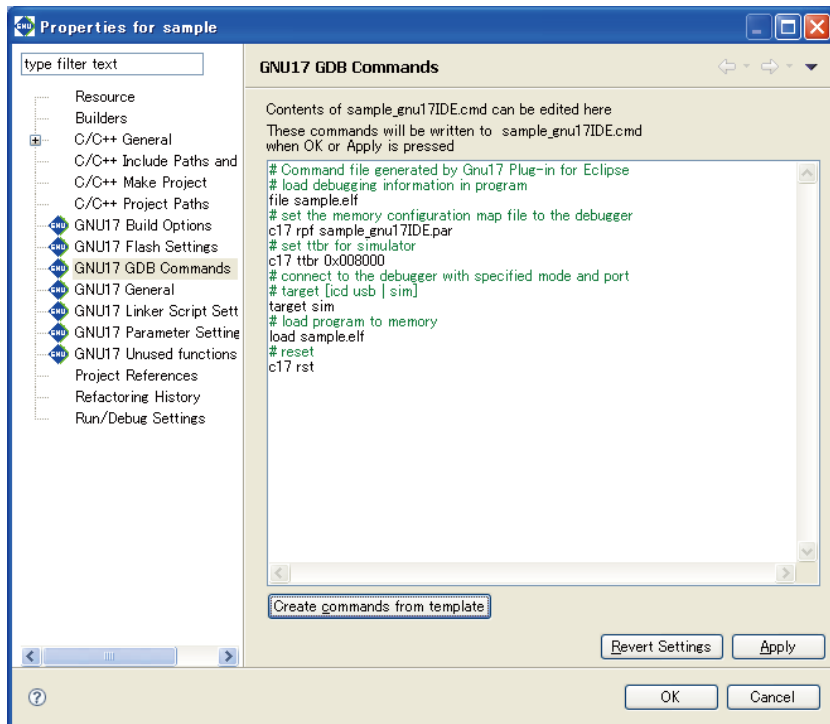 Properties for sample
type filter text
Resource
Builders
C/C++ General
C/C++ Include Paths and
C/C++ Make Project
C/C++ Project Paths
GNU17 Build Options
GNU17 Flash Settings
GNU17 GDB Commands
GNU17 General
GNU17 Linker Script Sett
GNU17 Parameter Setting
GNU17 Unused functions
Project References
Refactoring History
Run/Debug Settings
GNU17 GDB Commands
Contents of sample_gnu17IDE.cmd can be edited here
These commands will be written to sample_gnu17IDE.cmd
when OK or Apply is pressed
# Command file generated by Gnu17 Plug-in for Eclipse
# load debugging information in program
file sample.elf
# set the memory configuration map file to the debugger
c17 rpf sample_gnu17IDE.par
# set ttbr for simulator
c17 ttbr 0x008000
# connect to the debugger with specified mode and port
# target [icd usb | sim]
target sim
# load program to memory
load sample.elf
# reset
c17 rst
Create commands from template
Revert Settings
Apply
OK
Cancel